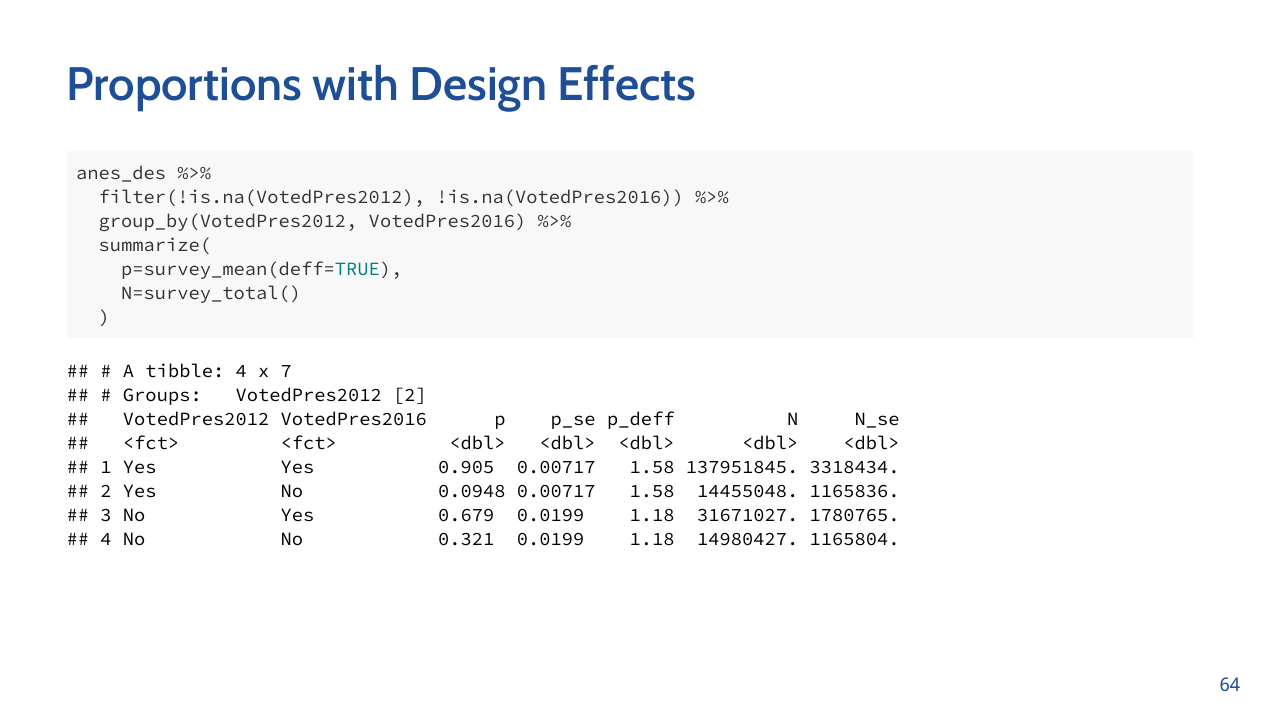 Proportions with Design Effects
anes_des %>%
  filter(!is.na(VotedPres2012), !is.na(VotedPres2016)) %>%
  group_by(VotedPres2012, VotedPres2016) %>%
  summarize(
    p=survey_mean(deff=TRUE),
    N=survey_total()
  )
## # A tibble: 4 x 7
## # Groups:   VotedPres2012 [2]
##   VotedPres2012 VotedPres2016      p    p_se p_deff          N     N_se
##   <fct>         <fct>          <dbl>   <dbl>  <dbl>      <dbl>    <dbl>
## 1 Yes           Yes           0.905  0.00717   1.58 137951845. 3318434.
## 2 Yes           No            0.0948 0.00717   1.58  14455048. 1165836.
## 3 No            Yes           0.679  0.0199    1.18  31671027. 1780765.
## 4 No            No            0.321  0.0199    1.18  14980427. 1165804.
64